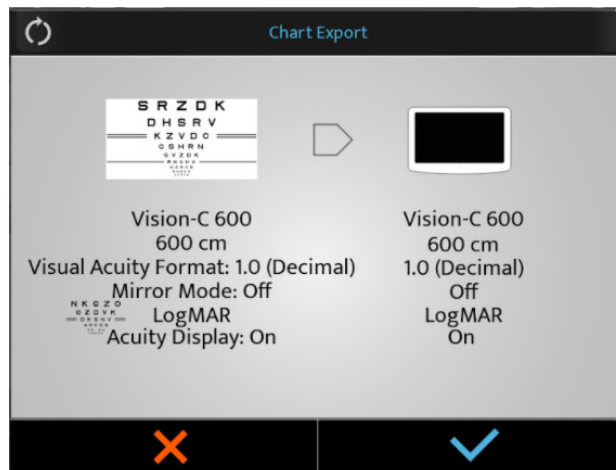 Chart Export
S R Z D K
D H S R V
K Z V D C
O S H R N
Vision-C 600
600 cm
Visual Acuity Format: 1.0 (Decimal)
Mirror Mode: Off
LogMAR
Acuity Display: On
N K C Z O
Vision-C 600
600 cm
1.0 (Decimal)
Off
LogMAR
On